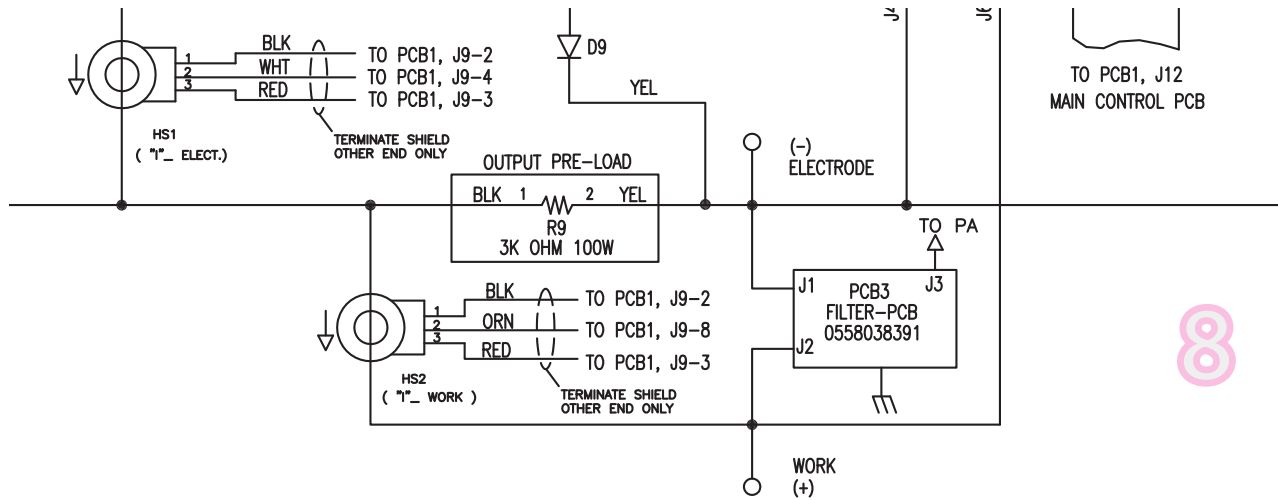 J6
BLK
1
TO PCB1, J9-2
WHT
2
TO PCB1, J9-4
RED
3
TO PCB1, J9-3
HS1
( "I"_ ELECT.)
TERMINATE SHIELD
OTHER END ONLY
D9
YEL
TO PCB1, J12
MAIN CONTROL PCB
OUTPUT PRE-LOAD
BLK 1 2 YEL
R9
3K OHM 100W
(-)
ELECTRODE
TO PA
J1
PCB3
J3
FILTER-PCB
0558038391
J2
BLK
1
TO PCB1, J9-2
ORN
2
TO PCB1, J9-8
RED
3
TO PCB1, J9-3
HS2
( "I"_ WORK )
TERMINATE SHIELD
OTHER END ONLY
WORK
(+)
8